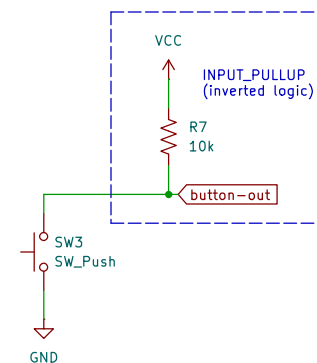 VCC
INPUT_PULLUP
(inverted logic)
R7
10k
button-out
SW3
SW_Push
GND